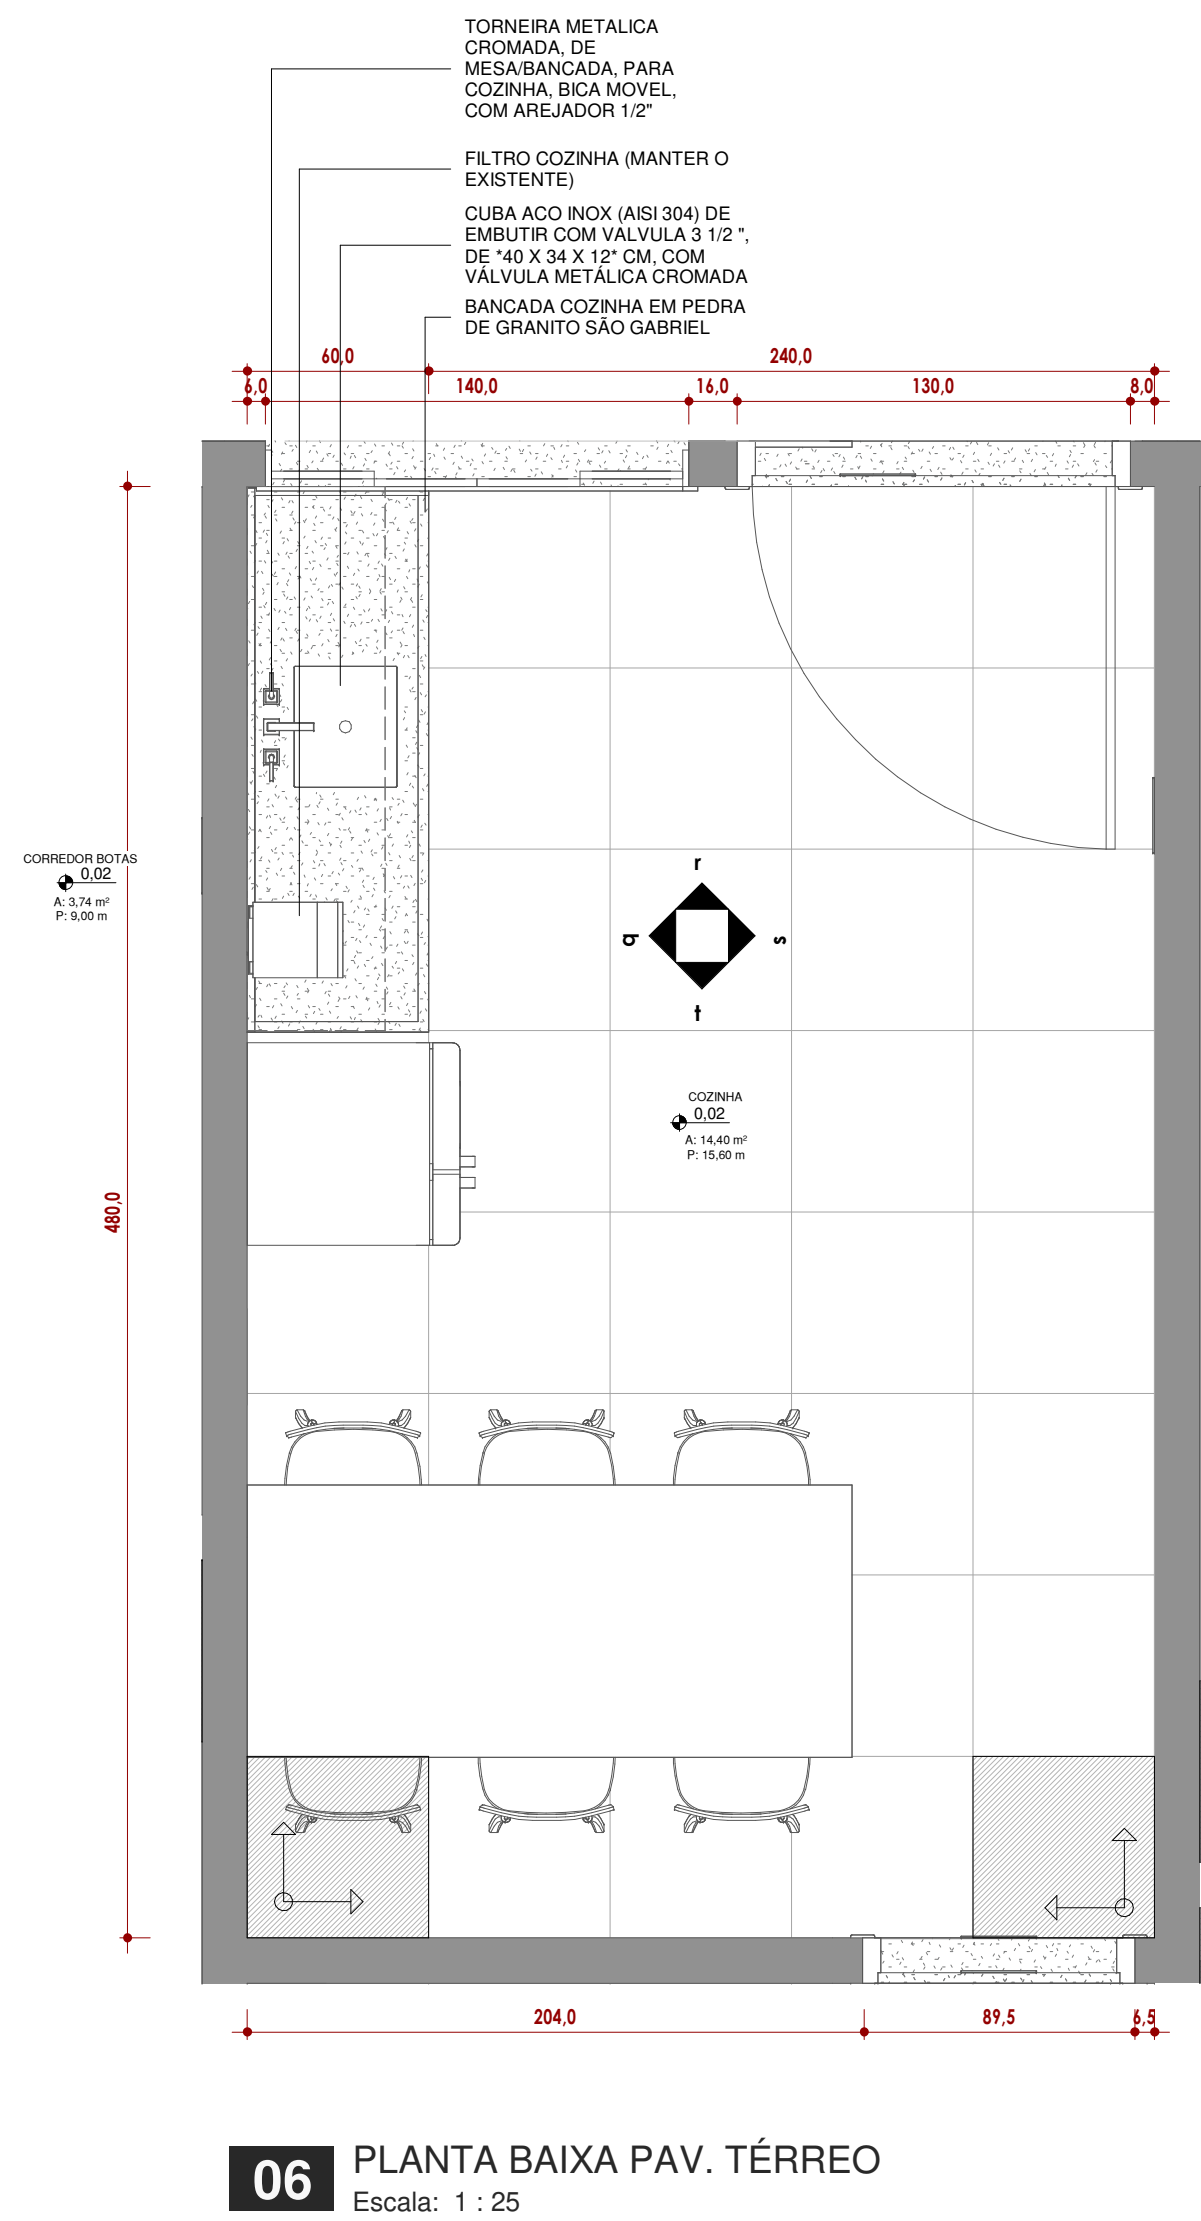 TORNEIRA METALICA
CROMADA, DE
MESA/BANCADA, PARA
COZINHA, BICA MOVEL,
COM AREJADOR 1/2"
FILTRO COZINHA (MANTER O
EXISTENTE)
CUBA ACO INOX (AISI 304) DE
EMBUTIR COM VALVULA 3 1/2 ",
DE *40 X 34 X 12* CM, COM
VÁLVULA METÁLICA CROMADA
BANCADA COZINHA EM PEDRA
DE GRANITO SÃO GABRIEL
60,0 240,0
6,0 140,0 16,0 130,0 8,0
CORREDOR BOTAS
0,02
A: 3,74 m²
P: 9,00 m
r
q s
t
COZINHA
0,02
A: 14,40 m²
P: 15,60 m
480,0
204,0 89,5 6,5
06 PLANTA BAIXA PAV. TÉRREO
Escala: 1 : 25